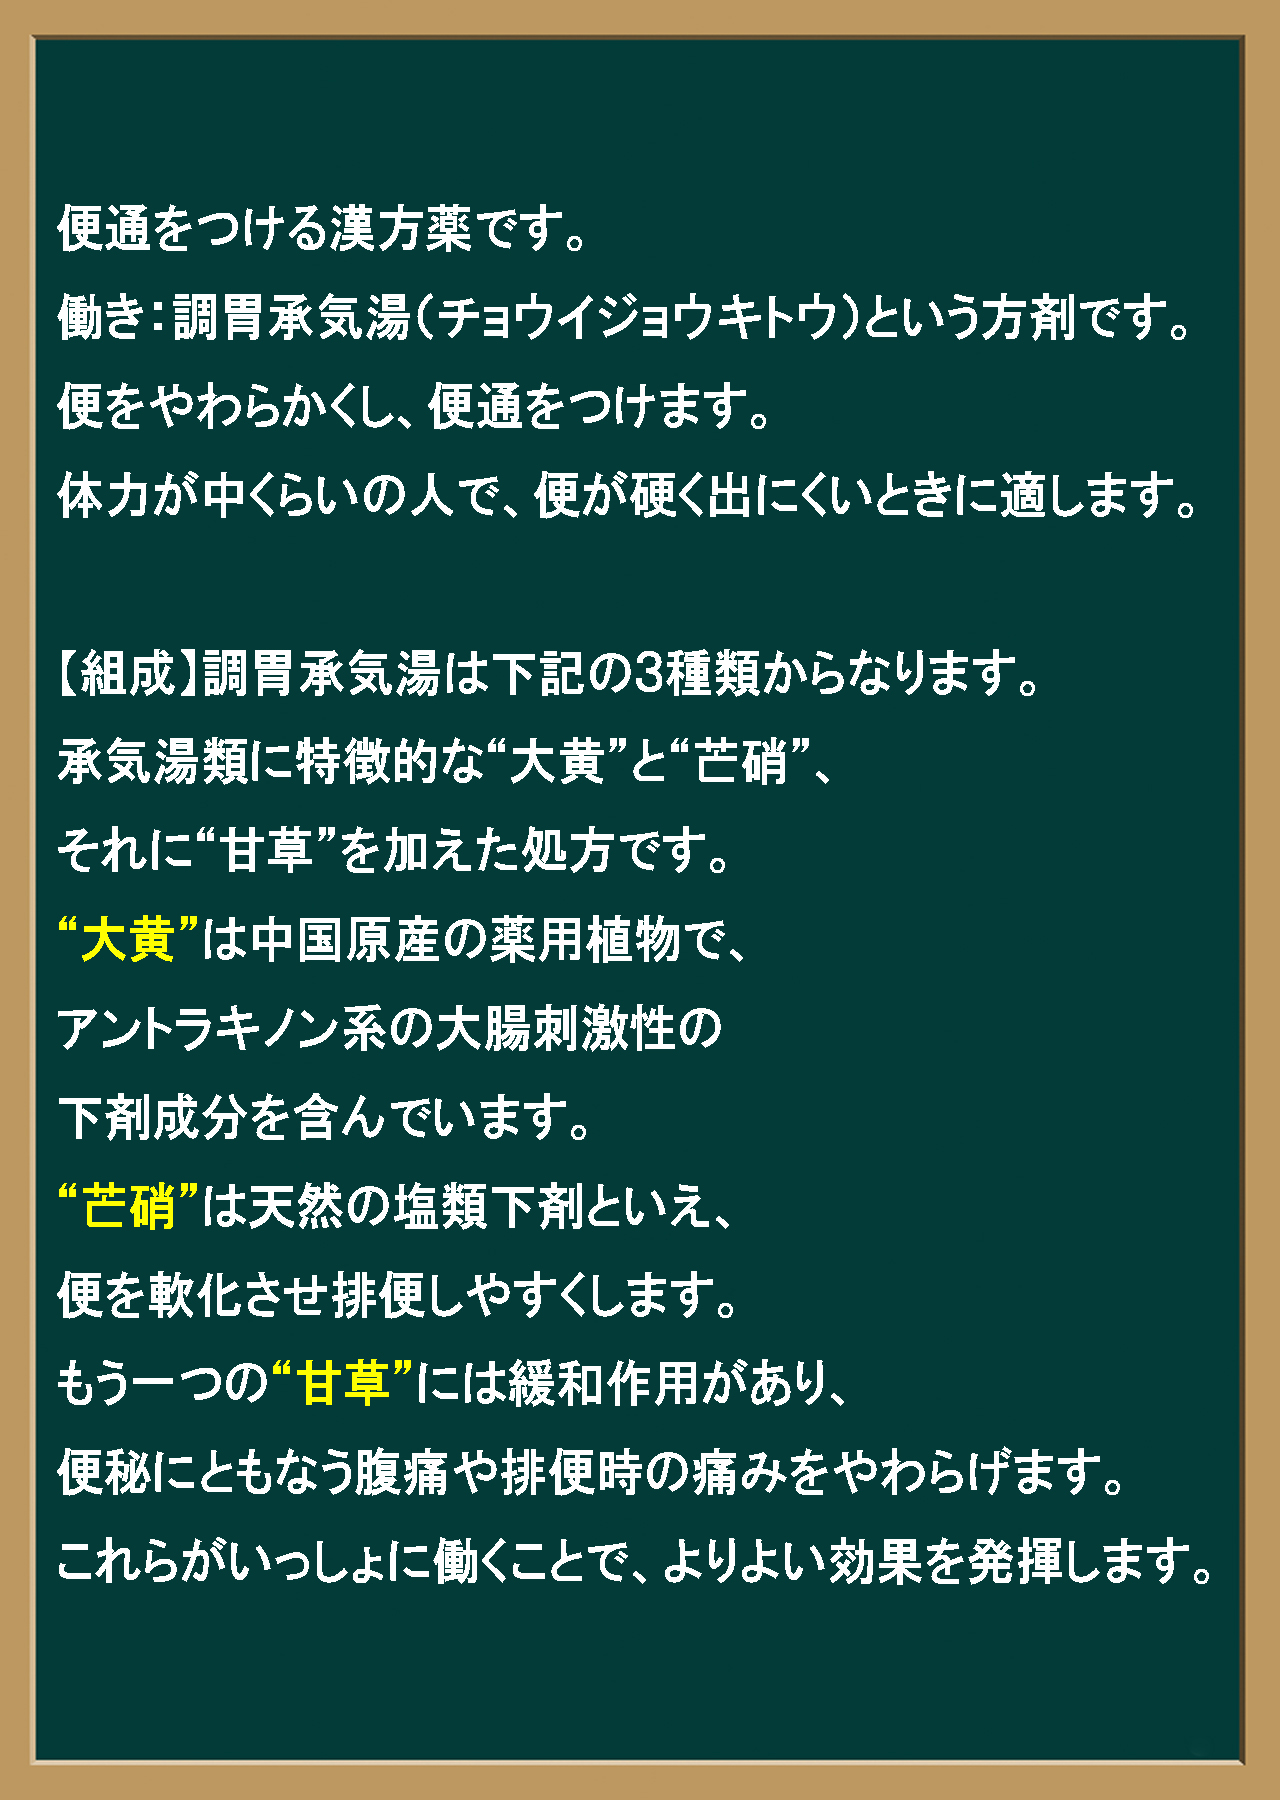 便通をつける漢方薬です。
働き：調胃承気湯（チョウイジョウキトウ）という方剤です。
便をやわらかくし、便通をつけます。
体力が中くらいの人で、便が硬く出にくいときに適します。
【組成】調胃承気湯は下記の3種類からなります。
承気湯類に特徴的な“大黄”と“芒硝”、
それに“甘草”を加えた処方です。
“大黄”は中国原産の薬用植物で、
アントラキノン系の大腸刺激性の
下剤成分を含んでいます。
“芒硝”は天然の塩類下剤といえ、
便を軟化させ排便しやすくします。
もう一つの“甘草”には緩和作用があり、
便秘にともなう腹痛や排便時の痛みをやわらげます。
これらがいっしょに働くことで、よりよい効果を発揮します。